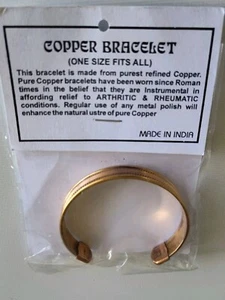 COPPER BRACELET
(ONE SIZE FITS ALL)
This bracelet is made from purest refined Copper.
Pure Copper bracelets have been worn since Roman
times in the belief that they are Instrumental in
affording relief to ARTHRITIC & RHEUMATIC
conditions. Regular use of any metal polish will
enhance the natural ustre of pure Copper
MADE IN INDIA